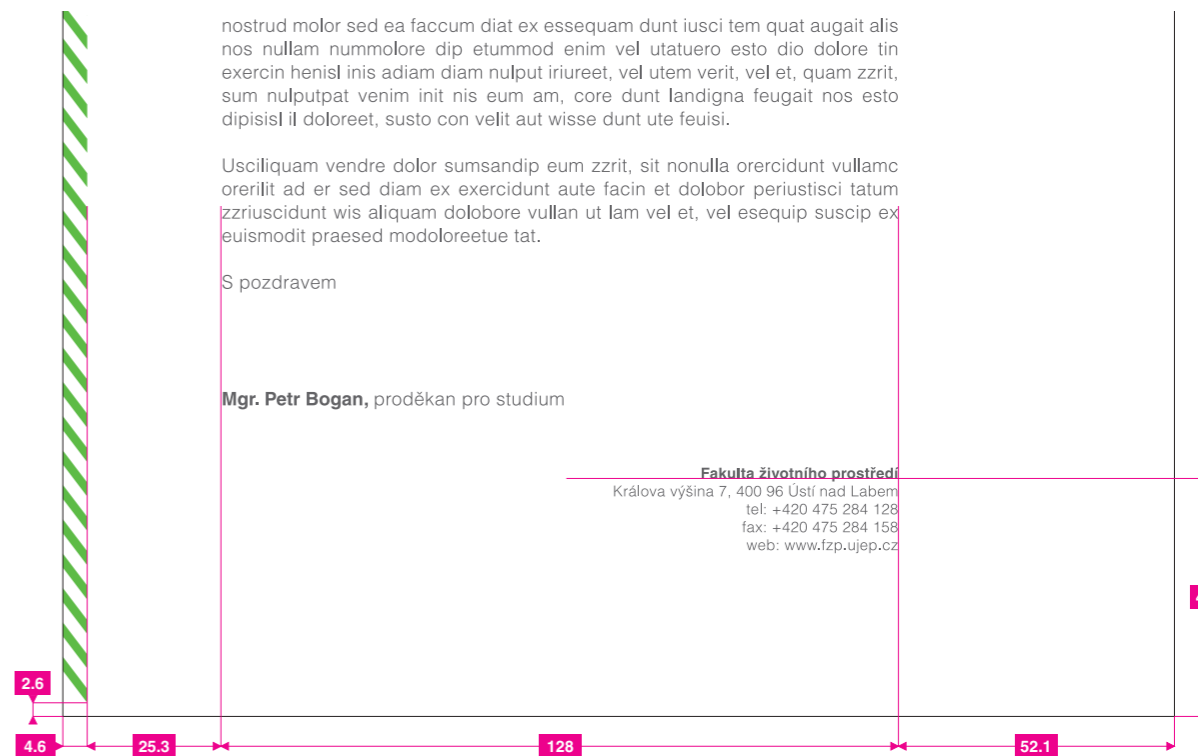 nostrud molor sed ea faccum diat ex essequam dunt iusci tem quat augait alis
nos nullam nummolore dip etummod enim vel utatuero esto dio dolore tin
exercin henisl inis adiam diam nulput iriureet, vel utem verit, vel et, quam zzrit,
sum nulputpat venim init nis eum am, core dunt landigna feugait nos esto
dipisisl il doloreet, susto con velit aut wisse dunt ute feuisi.
Usciliquam vendre dolor sumsandip eum zzrit, sit nonulla orercidunt vullamc
orerilit ad er sed diam ex exercidunt aute facin et dolobor periustisci tatum
zzriuscidunt wis aliquam dolobore vullan ut lam vel et, vel esequip suscip ex
euismodit praesed modoloreetue tat.
S pozdravem
Mgr. Petr Bogan, proděkan pro studium
Fakulta životního prostředí
Králova výšina 7, 400 96 Ústí nad Labem
tel: +420 475 284 128
fax: +420 475 284 158
web: www.fzp.ujep.cz
2.6
4.6 25.3 128 52.1